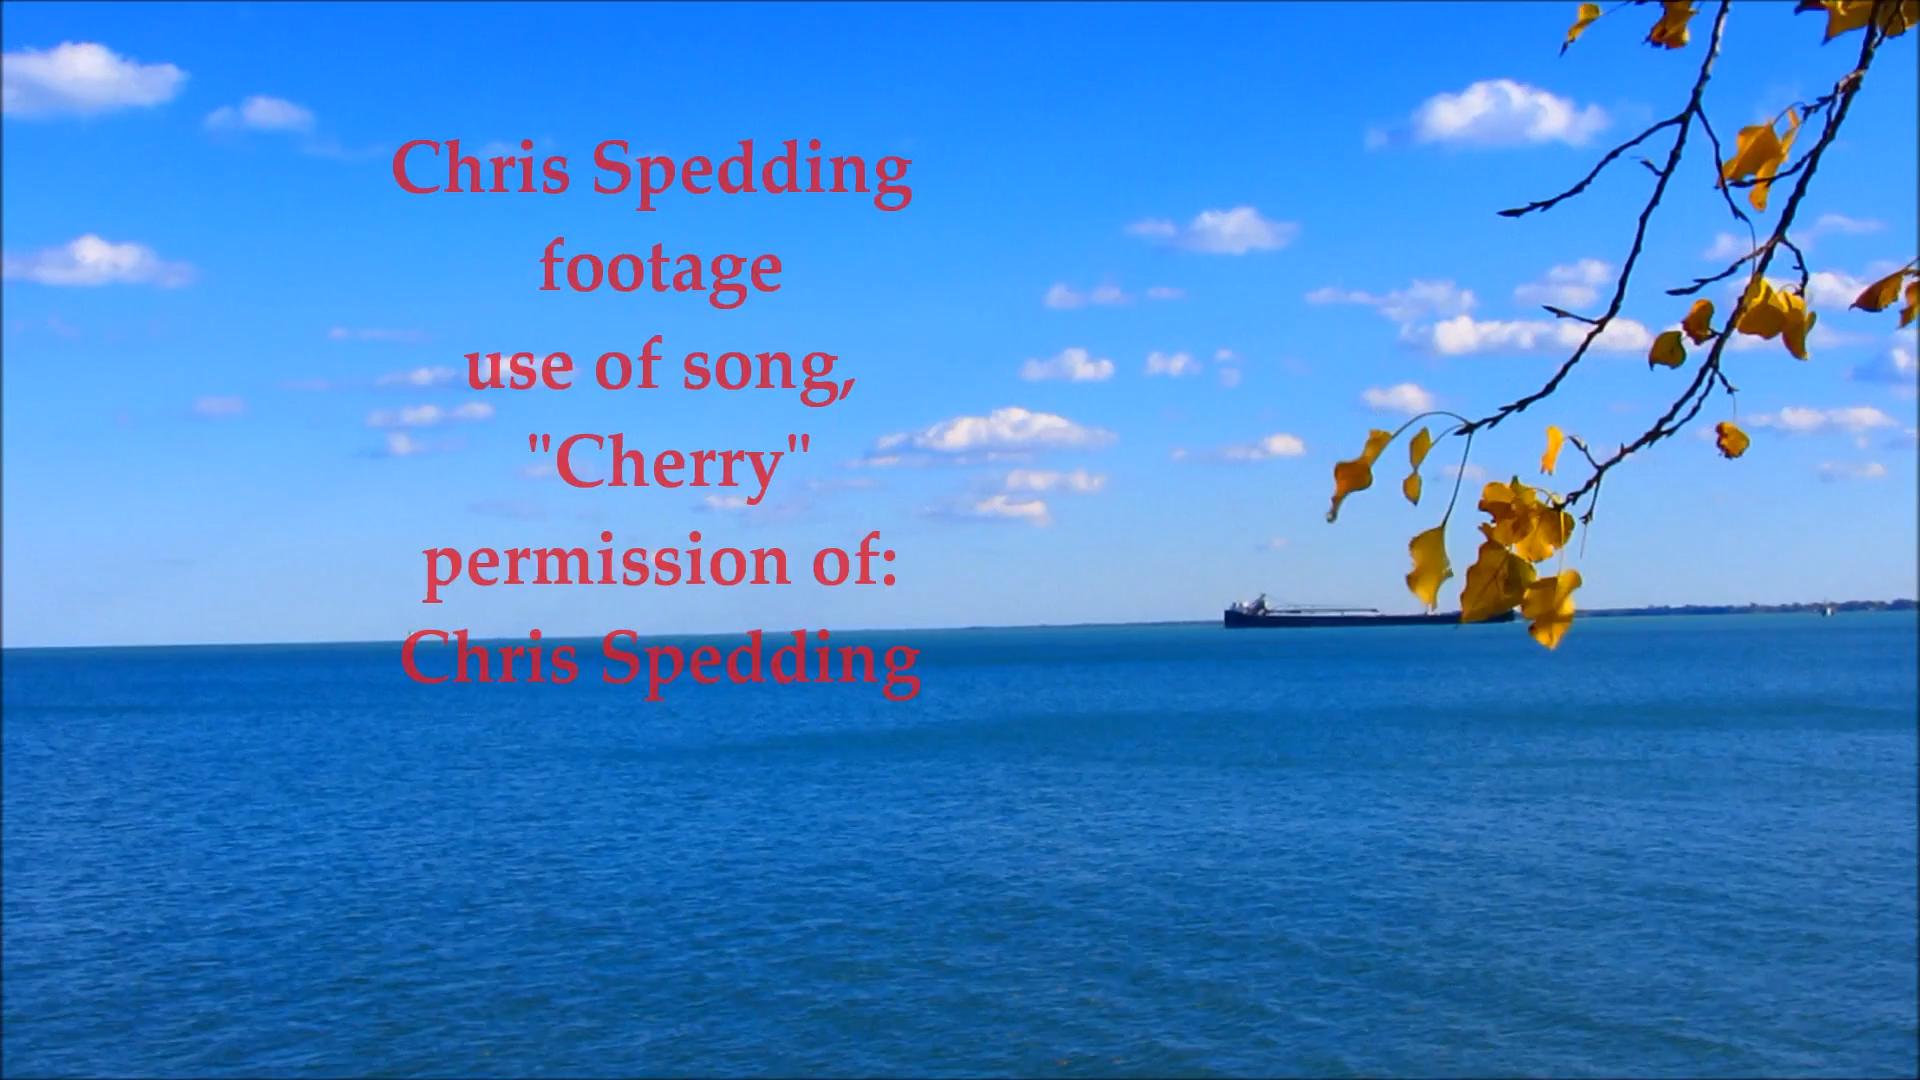 Chris Spedding
footage
use of song,
"Cherry"
permission of:
Chris Spedding